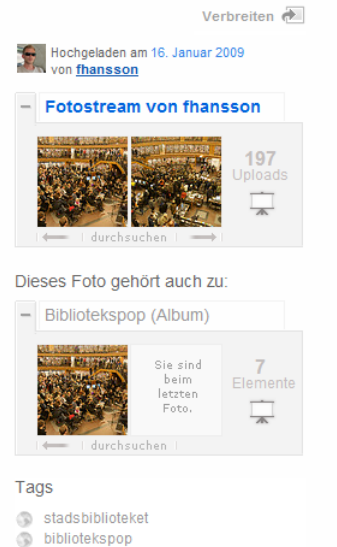 Verbreiten
Hochgeladen am 16. Januar 2009
von fhansson
Fotostream von fhansson
197
Uploads
durchsuchen
Dieses Foto gehört auch zu:
Bibliotekspop (Album)
Sie sind
beim
letzten
Foto.
7
Elemente
durchsuchen
Tags
stadsbiblioteket
bibliotekspop